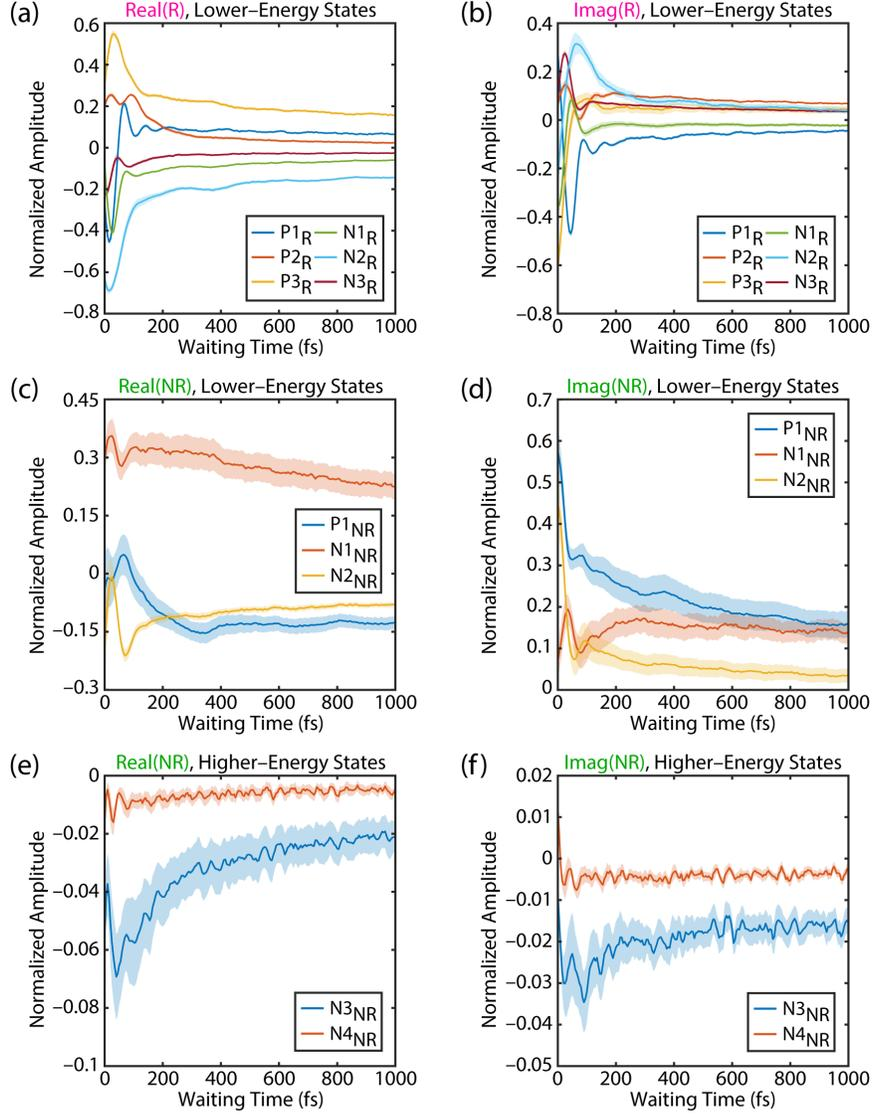 (a)
Real(R), Lower–Energy States
Normalized Amplitude
0.6
0.4
0.2
0
−0.2
−0.4
−0.6
−0.8
P1R N1R
P2R N2R
P3R N3R
0 200 400 600 800 1000
Waiting Time (fs)
(b)
Imag(R), Lower–Energy States
Normalized Amplitude
0.4
0.2
0
−0.2
−0.4
−0.6
−0.8
P1R N1R
P2R N2R
P3R N3R
0 200 400 600 800 1000
Waiting Time (fs)
(c)
Real(NR), Lower–Energy States
Normalized Amplitude
0.45
0.3
0.15
0
−0.15
−0.3
P1NR
N1NR
N2NR
0 200 400 600 800 1000
Waiting Time (fs)
(d)
Imag(NR), Lower–Energy States
Normalized Amplitude
0.7
0.6
0.5
0.4
0.3
0.2
0.1
0
P1NR
N1NR
N2NR
0 200 400 600 800 1000
Waiting Time (fs)
(e)
Real(NR), Higher–Energy States
Normalized Amplitude
0
−0.02
−0.04
−0.06
−0.08
−0.1
N3NR
N4NR
0 200 400 600 800 1000
Waiting Time (fs)
(f)
Imag(NR), Higher–Energy States
Normalized Amplitude
0.02
0.01
0
−0.01
−0.02
−0.03
−0.04
−0.05
N3NR
N4NR
0 200 400 600 800 1000
Waiting Time (fs)